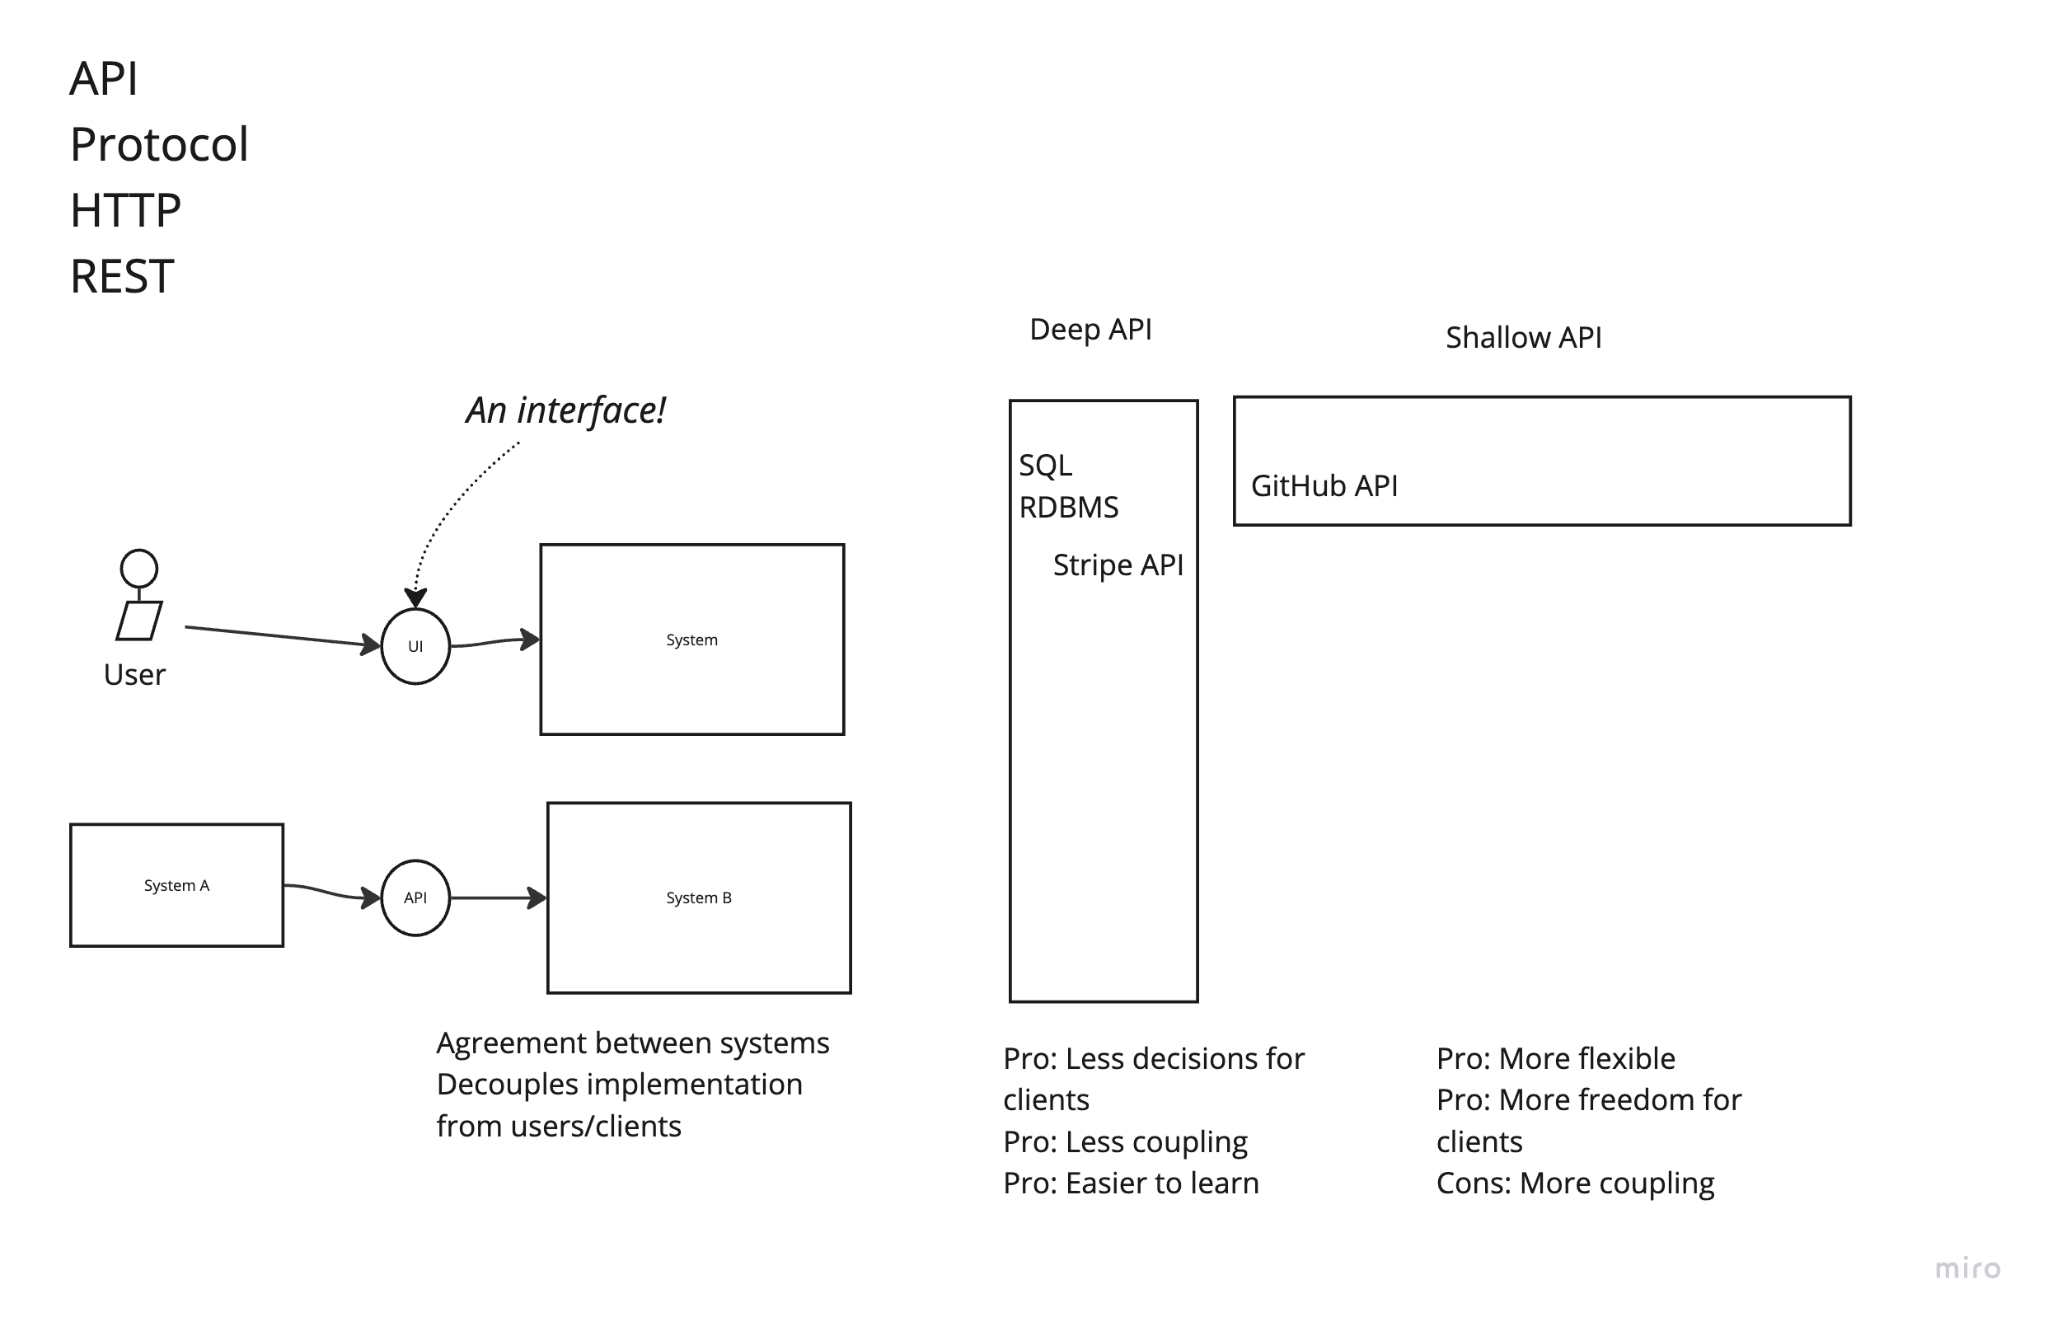 API
Protocol
HTTP
REST
An interface!
User
UI
System
System A
API
System B
Agreement between systems
Decouples implementation
from users/clients
Deep API
SQL
RDBMS
Stripe API
Pro: Less decisions for
clients
Pro: Less coupling
Pro: Easier to learn
Shallow API
GitHub API
Pro: More flexible
Pro: More freedom for
clients
Cons: More coupling
miro